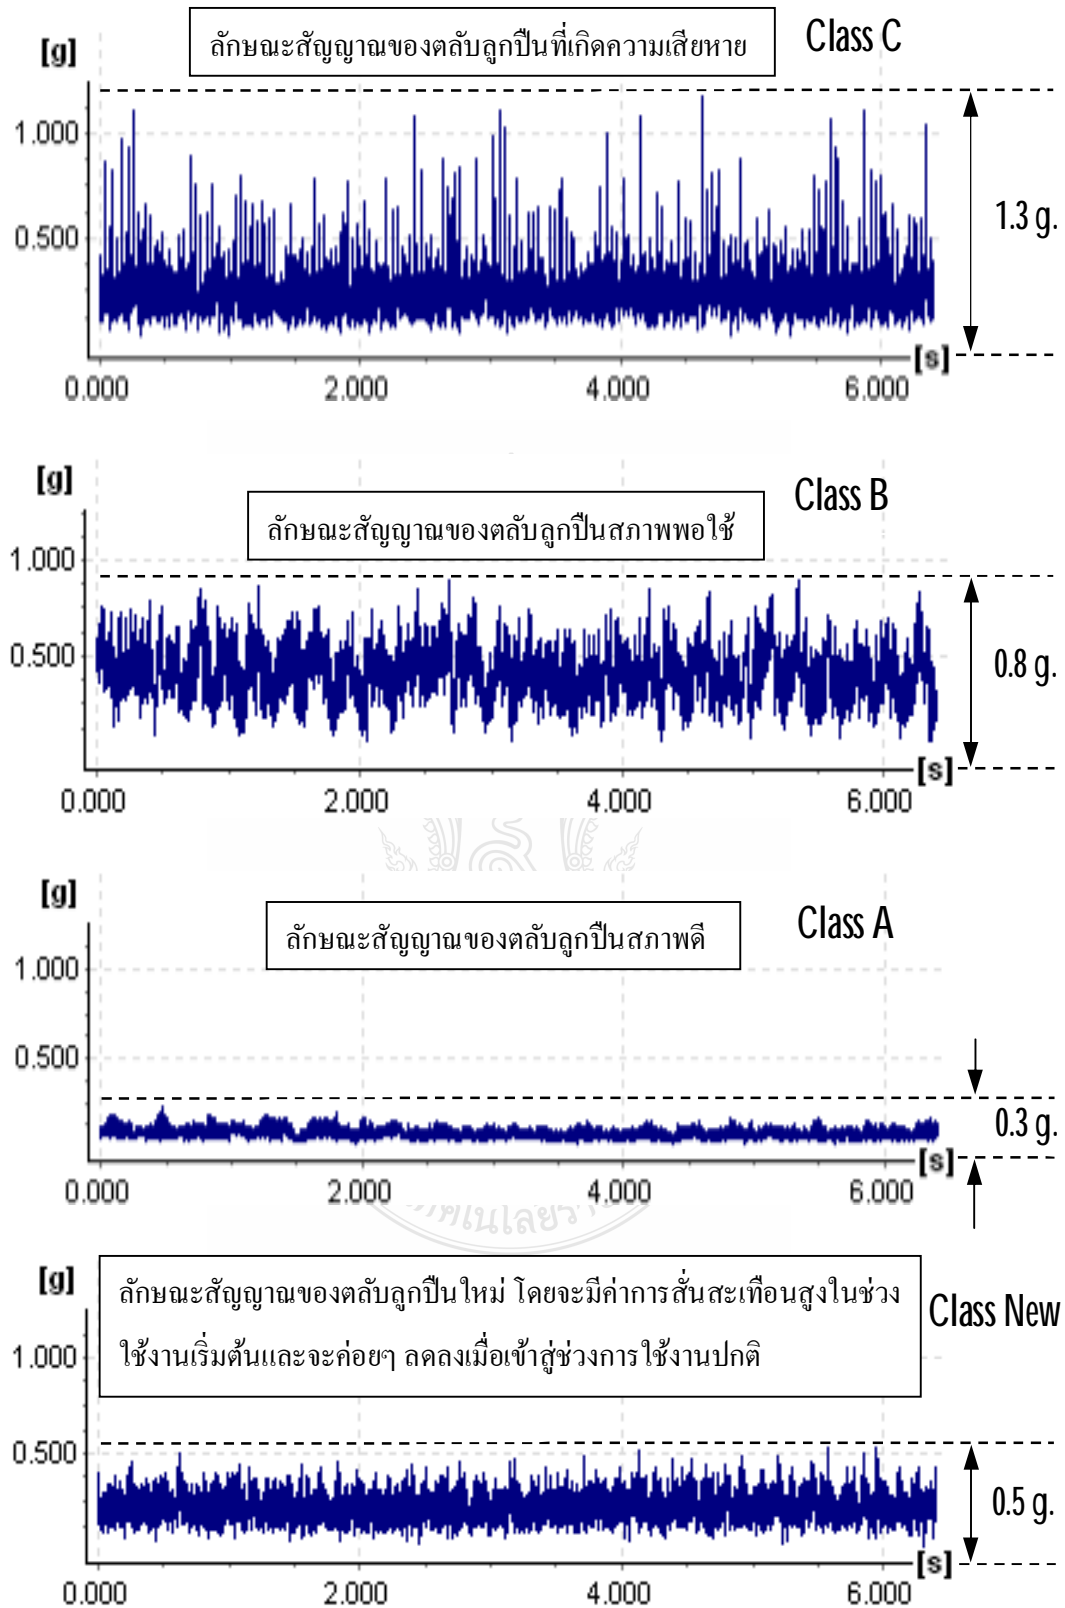 [g]
ลักษณะสัญญาณของตลับลูกปืนที่เกิดความเสียหาย
Class C
1.000
0.500
1.3 g.
[s]
0.000 2.000 4.000 6.000
[g]
ลักษณะสัญญาณของตลับลูกปืนสภาพพอใช้
Class B
1.000
0.500
0.8 g.
[s]
0.000 2.000 4.000 6.000
[g]
ลักษณะสัญญาณของตลับลูกปืนสภาพดี
Class A
1.000
0.500
0.3 g.
[s]
0.000 2.000 4.000 6.000
[g]
ลักษณะสัญญาณของตลับลูกปืนใหม่ โดยจะมีค่าการสั่นสะเทือนสูงในช่วง
ใช้งานเริ่มต้นและจะค่อยๆ ลดลงเมื่อเข้าสู่ช่วงการใช้งานปกติ
Class New
1.000
0.500
0.5 g.
[s]
0.000 2.000 4.000 6.000